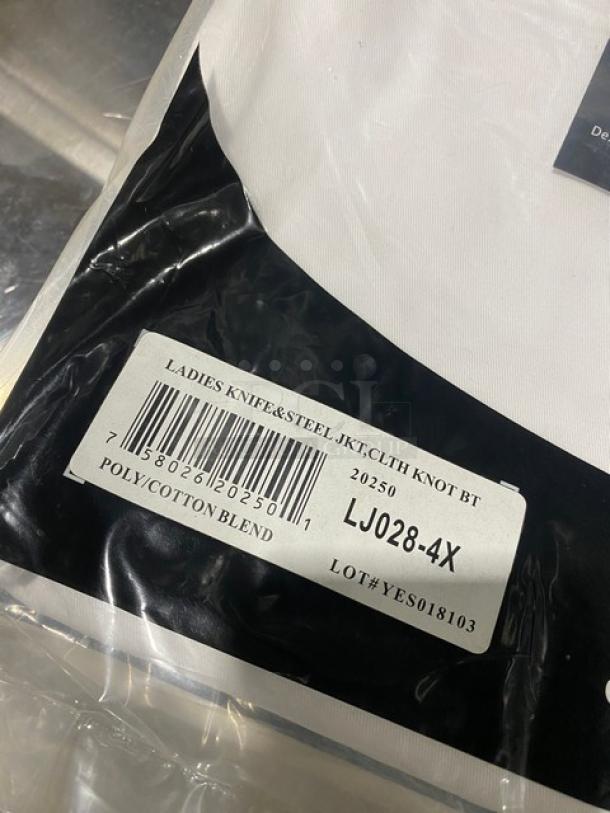 LADIES KNIFE&STEEL JKT,CLTH KNOT BT
20250
7 58026 20250 1
LJ028-4X
POLY/COTTON BLEND
LOT#YES018103